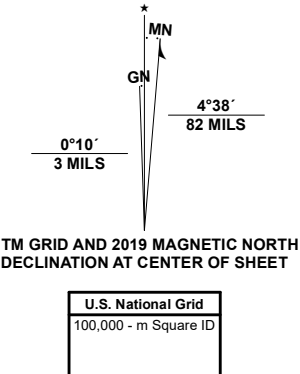 ★
MN
GN
4°38´
82 MILS
0°10´
3 MILS
TM GRID AND 2019 MAGNETIC NORTH
DECLINATION AT CENTER OF SHEET
U.S. National Grid
100,000 - m Square ID